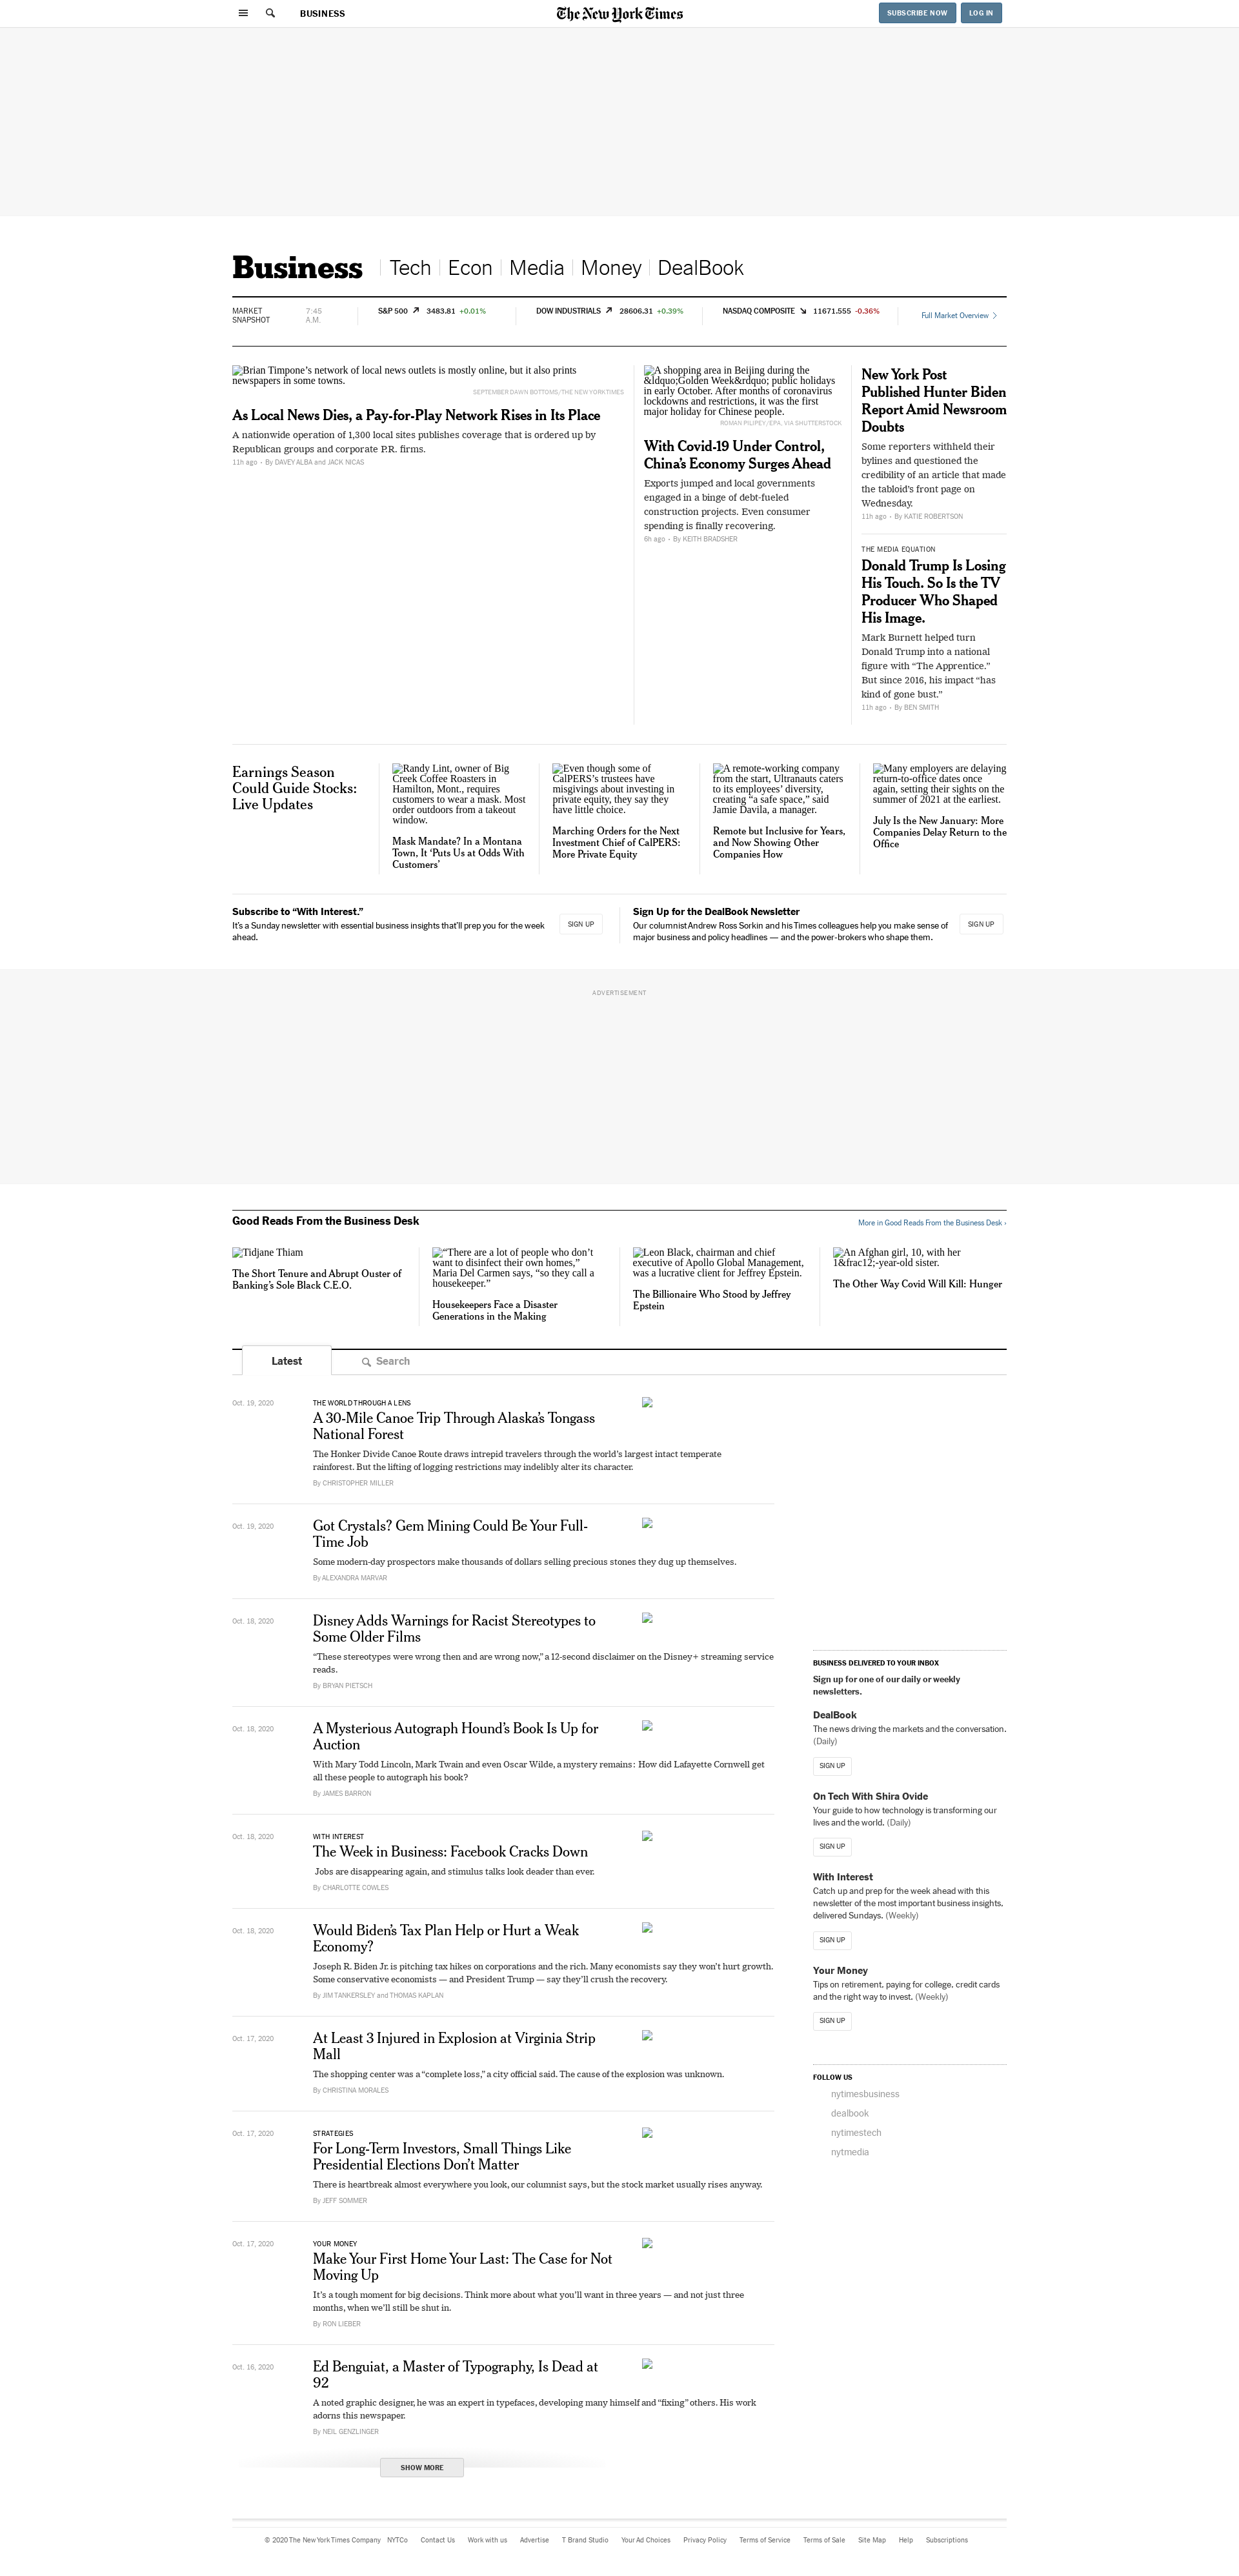 BUSINESS
The New York Times
SUBSCRIBE NOW
LOG IN
Business
Tech
Econ
Media
Money
DealBook
MARKET
SNAPSHOT
7:45
A.M.
S&P 500 3483.81 +0.01%
DOW INDUSTRIALS 28606.31 +0.39%
NASDAQ COMPOSITE 11671.555 -0.36%
Full Market Overview
Brian Timpone’s network of local news outlets is mostly online, but it also prints
newspapers in some towns.
SEPTEMBER DAWN BOTTOMS/THE NEW YORK TIMES
As Local News Dies, a Pay-for-Play Network Rises in Its Place
A nationwide operation of 1,300 local sites publishes coverage that is ordered up by
Republican groups and corporate P.R. firms.
11h ago • By DAVEY ALBA and JACK NICAS
A shopping area in Beijing during the
&ldquo;Golden Week&rdquo; public holidays
in early October. After months of coronavirus
lockdowns and restrictions, it was the first
major holiday for Chinese people.
ROMAN PILIPEY/EPA, VIA SHUTTERSTOCK
With Covid-19 Under Control,
China’s Economy Surges Ahead
Exports jumped and local governments
engaged in a binge of debt-fueled
construction projects. Even consumer
spending is finally recovering.
6h ago • By KEITH BRADSHER
New York Post
Published Hunter Biden
Report Amid Newsroom
Doubts
Some reporters withheld their
bylines and questioned the
credibility of an article that made
the tabloid’s front page on
Wednesday.
11h ago • By KATIE ROBERTSON
THE MEDIA EQUATION
Donald Trump Is Losing
His Touch. So Is the TV
Producer Who Shaped
His Image.
Mark Burnett helped turn
Donald Trump into a national
figure with “The Apprentice.”
But since 2016, his impact “has
kind of gone bust.”
11h ago • By BEN SMITH
Earnings Season
Could Guide Stocks:
Live Updates
Randy Lint, owner of Big
Creek Coffee Roasters in
Hamilton, Mont., requires
customers to wear a mask. Most
order outdoors from a takeout
window.
Mask Mandate? In a Montana
Town, It ‘Puts Us at Odds With
Customers’
Even though some of
CalPERS’s trustees have
misgivings about investing in
private equity, they say they
have little choice.
Marching Orders for the Next
Investment Chief of CalPERS:
More Private Equity
A remote-working company
from the start, Ultranauts caters
to its employees’ diversity,
creating “a safe space,” said
Jamie Davila, a manager.
Remote but Inclusive for Years,
and Now Showing Other
Companies How
Many employers are delaying
return-to-office dates once
again, setting their sights on the
summer of 2021 at the earliest.
July Is the New January: More
Companies Delay Return to the
Office
Subscribe to “With Interest.”
It’s a Sunday newsletter with essential business insights that’ll prep you for the week
ahead.
SIGN UP
Sign Up for the DealBook Newsletter
Our columnist Andrew Ross Sorkin and his Times colleagues help you make sense of
major business and policy headlines — and the power-brokers who shape them.
SIGN UP
ADVERTISEMENT
Good Reads From the Business Desk
More in Good Reads From the Business Desk ›
Tidjane Thiam
The Short Tenure and Abrupt Ouster of
Banking’s Sole Black C.E.O.
“There are a lot of people who don’t
want to disinfect their own homes,”
Maria Del Carmen says, “so they call a
housekeeper.”
Housekeepers Face a Disaster
Generations in the Making
Leon Black, chairman and chief
executive of Apollo Global Management,
was a lucrative client for Jeffrey Epstein.
The Billionaire Who Stood by Jeffrey
Epstein
An Afghan girl, 10, with her
1&frac12;-year-old sister.
The Other Way Covid Will Kill: Hunger
Latest
Search
Oct. 19, 2020
THE WORLD THROUGH A LENS
A 30-Mile Canoe Trip Through Alaska’s Tongass
National Forest
The Honker Divide Canoe Route draws intrepid travelers through the world’s largest intact temperate
rainforest. But the lifting of logging restrictions may indelibly alter its character.
By CHRISTOPHER MILLER
Oct. 19, 2020
Got Crystals? Gem Mining Could Be Your Full-
Time Job
Some modern-day prospectors make thousands of dollars selling precious stones they dug up themselves.
By ALEXANDRA MARVAR
Oct. 18, 2020
Disney Adds Warnings for Racist Stereotypes to
Some Older Films
“These stereotypes were wrong then and are wrong now,” a 12-second disclaimer on the Disney+ streaming service
reads.
By BRYAN PIETSCH
Oct. 18, 2020
A Mysterious Autograph Hound’s Book Is Up for
Auction
With Mary Todd Lincoln, Mark Twain and even Oscar Wilde, a mystery remains: How did Lafayette Cornwell get
all these people to autograph his book?
By JAMES BARRON
Oct. 18, 2020
WITH INTEREST
The Week in Business: Facebook Cracks Down
Jobs are disappearing again, and stimulus talks look deader than ever.
By CHARLOTTE COWLES
Oct. 18, 2020
Would Biden’s Tax Plan Help or Hurt a Weak
Economy?
Joseph R. Biden Jr. is pitching tax hikes on corporations and the rich. Many economists say they won’t hurt growth.
Some conservative economists — and President Trump — say they’ll crush the recovery.
By JIM TANKERSLEY and THOMAS KAPLAN
Oct. 17, 2020
At Least 3 Injured in Explosion at Virginia Strip
Mall
The shopping center was a “complete loss,” a city official said. The cause of the explosion was unknown.
By CHRISTINA MORALES
Oct. 17, 2020
STRATEGIES
For Long-Term Investors, Small Things Like
Presidential Elections Don’t Matter
There is heartbreak almost everywhere you look, our columnist says, but the stock market usually rises anyway.
By JEFF SOMMER
Oct. 17, 2020
YOUR MONEY
Make Your First Home Your Last: The Case for Not
Moving Up
It’s a tough moment for big decisions. Think more about what you’ll want in three years — and not just three
months, when we’ll still be shut in.
By RON LIEBER
Oct. 16, 2020
Ed Benguiat, a Master of Typography, Is Dead at
92
A noted graphic designer, he was an expert in typefaces, developing many himself and “fixing” others. His work
adorns this newspaper.
By NEIL GENZLINGER
SHOW MORE
BUSINESS DELIVERED TO YOUR INBOX
Sign up for one of our daily or weekly
newsletters.
DealBook
The news driving the markets and the conversation.
(Daily)
SIGN UP
On Tech With Shira Ovide
Your guide to how technology is transforming our
lives and the world. (Daily)
SIGN UP
With Interest
Catch up and prep for the week ahead with this
newsletter of the most important business insights,
delivered Sundays. (Weekly)
SIGN UP
Your Money
Tips on retirement, paying for college, credit cards
and the right way to invest. (Weekly)
SIGN UP
FOLLOW US
nytimesbusiness
dealbook
nytimestech
nytmedia
© 2020 The New York Times Company NYTCo Contact Us Work with us Advertise T Brand Studio Your Ad Choices Privacy Policy Terms of Service Terms of Sale Site Map Help Subscriptions